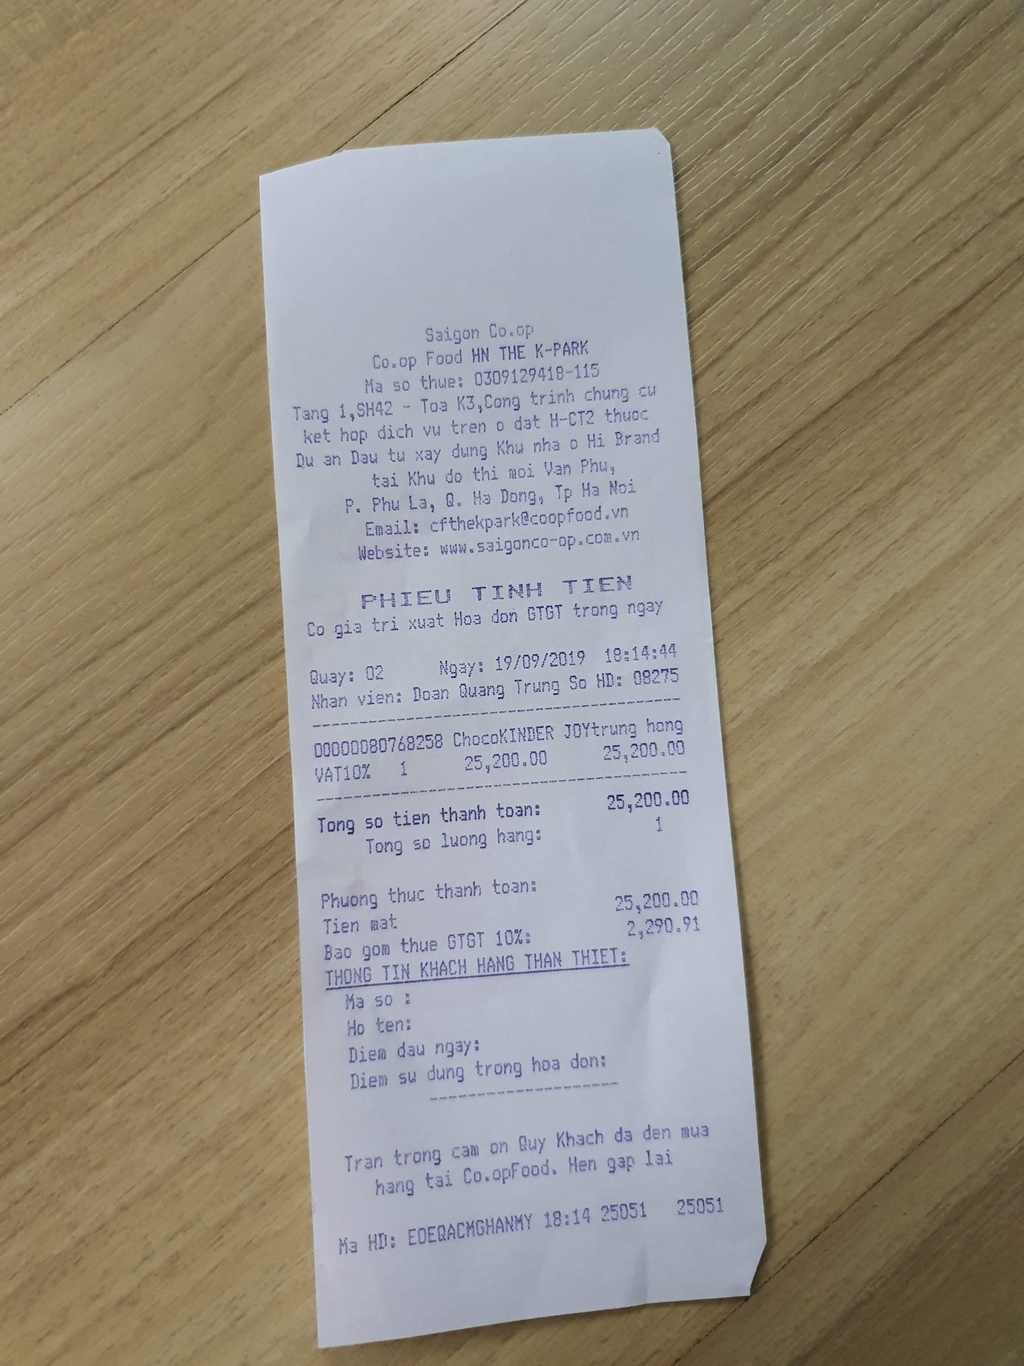 Saigon Co.op
Co.op Food HN THE K-PARK
Ma so thue: 0309129418-115
Tang 1,SH42 - Toa K3,Cong trinh chung cu
ket hop dich vu tren o dat H-CT2 thuoc
Du an Dau tu xay dung Khu nha o Hi Brand
tai Khu do thi moi Van Phu,
P. Phu La, Q. Ha Dong, Tp Ha Noi
Email: cfthekpark@coopfood.vn
Website: www.saigonco-op.com.vn
PHIEU TINH TIEN
Co gia tri xuat Hoa don GTGT trong ngay
Quay: 02 Ngay: 19/09/2019 18:14:44
Nhan vien: Doan Quang Trung So HD: 08275
00000080768258 ChocoKINDER JOYtrung hong
VAT10% 1 25,200.00 25,200.00
Tong so tien thanh toan: 25,200.00
Tong so luong hang: 1
Phuong thuc thanh toan:
Tien mat 25,200.00
Bao gom thue GTGT 10%: 2,290.91
THONG TIN KHACH HANG THAN THIET:
Ma so :
Ho ten:
Diem dau ngay:
Diem su dung trong hoa don:
Tran trong cam on Quy Khach da den mua
hang tai Co.opFood. Hen gap lai
Ma HD: EOEQACMGHANMY 18:14 25051 25051